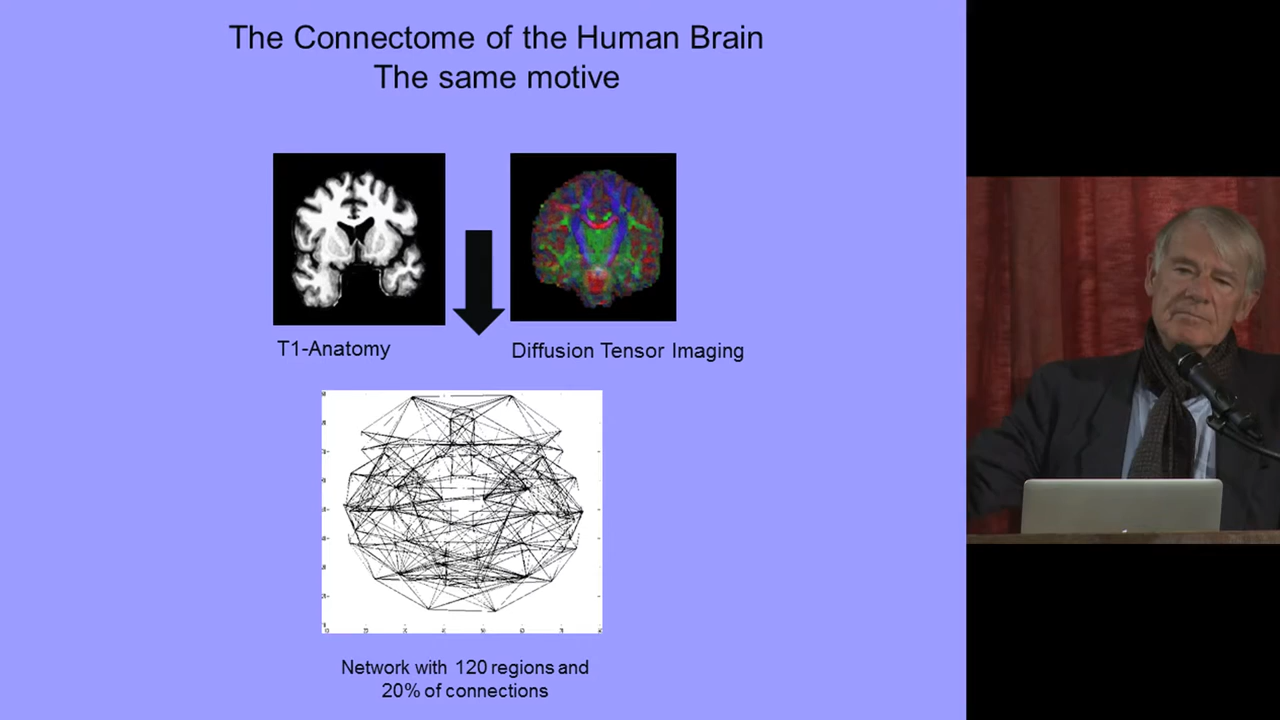 The Connectome of the Human Brain
The same motive
T1-Anatomy
Diffusion Tensor Imaging
Network with 120 regions and
20% of connections